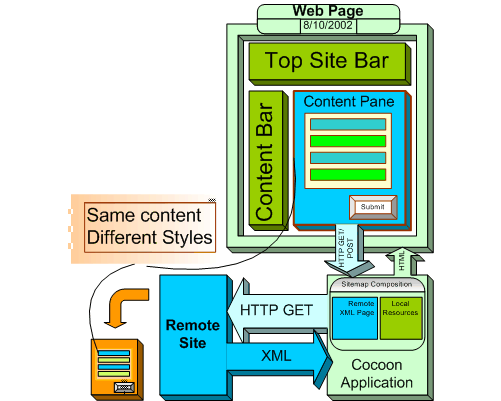 Web Page
8/10/2002
Top Site Bar
Content Bar
Content Pane
Submit
Same content
Different Styles
HTTP GET/
POST
HTML
Sitemap Composition
Remote
XML Page
Local
Resources
HTTP GET
Remote
Site
XML
Cocoon
Application